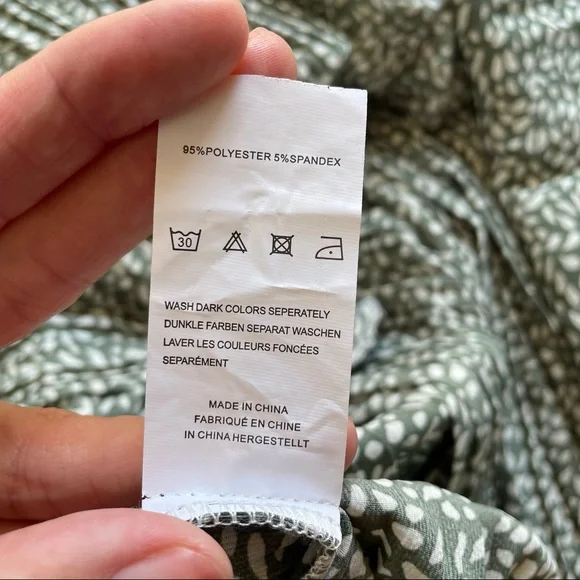 95%POLYESTER 5%SPANDEX
30
WASH DARK COLORS SEPERATELY
DUNKLE FARBEN SEPARAT WASCHEN
LAVER LES COULEURS FONCÉES
SEPARÉMENT
MADE IN CHINA
FABRIQUÉ EN CHINE
IN CHINA HERGESTELLT